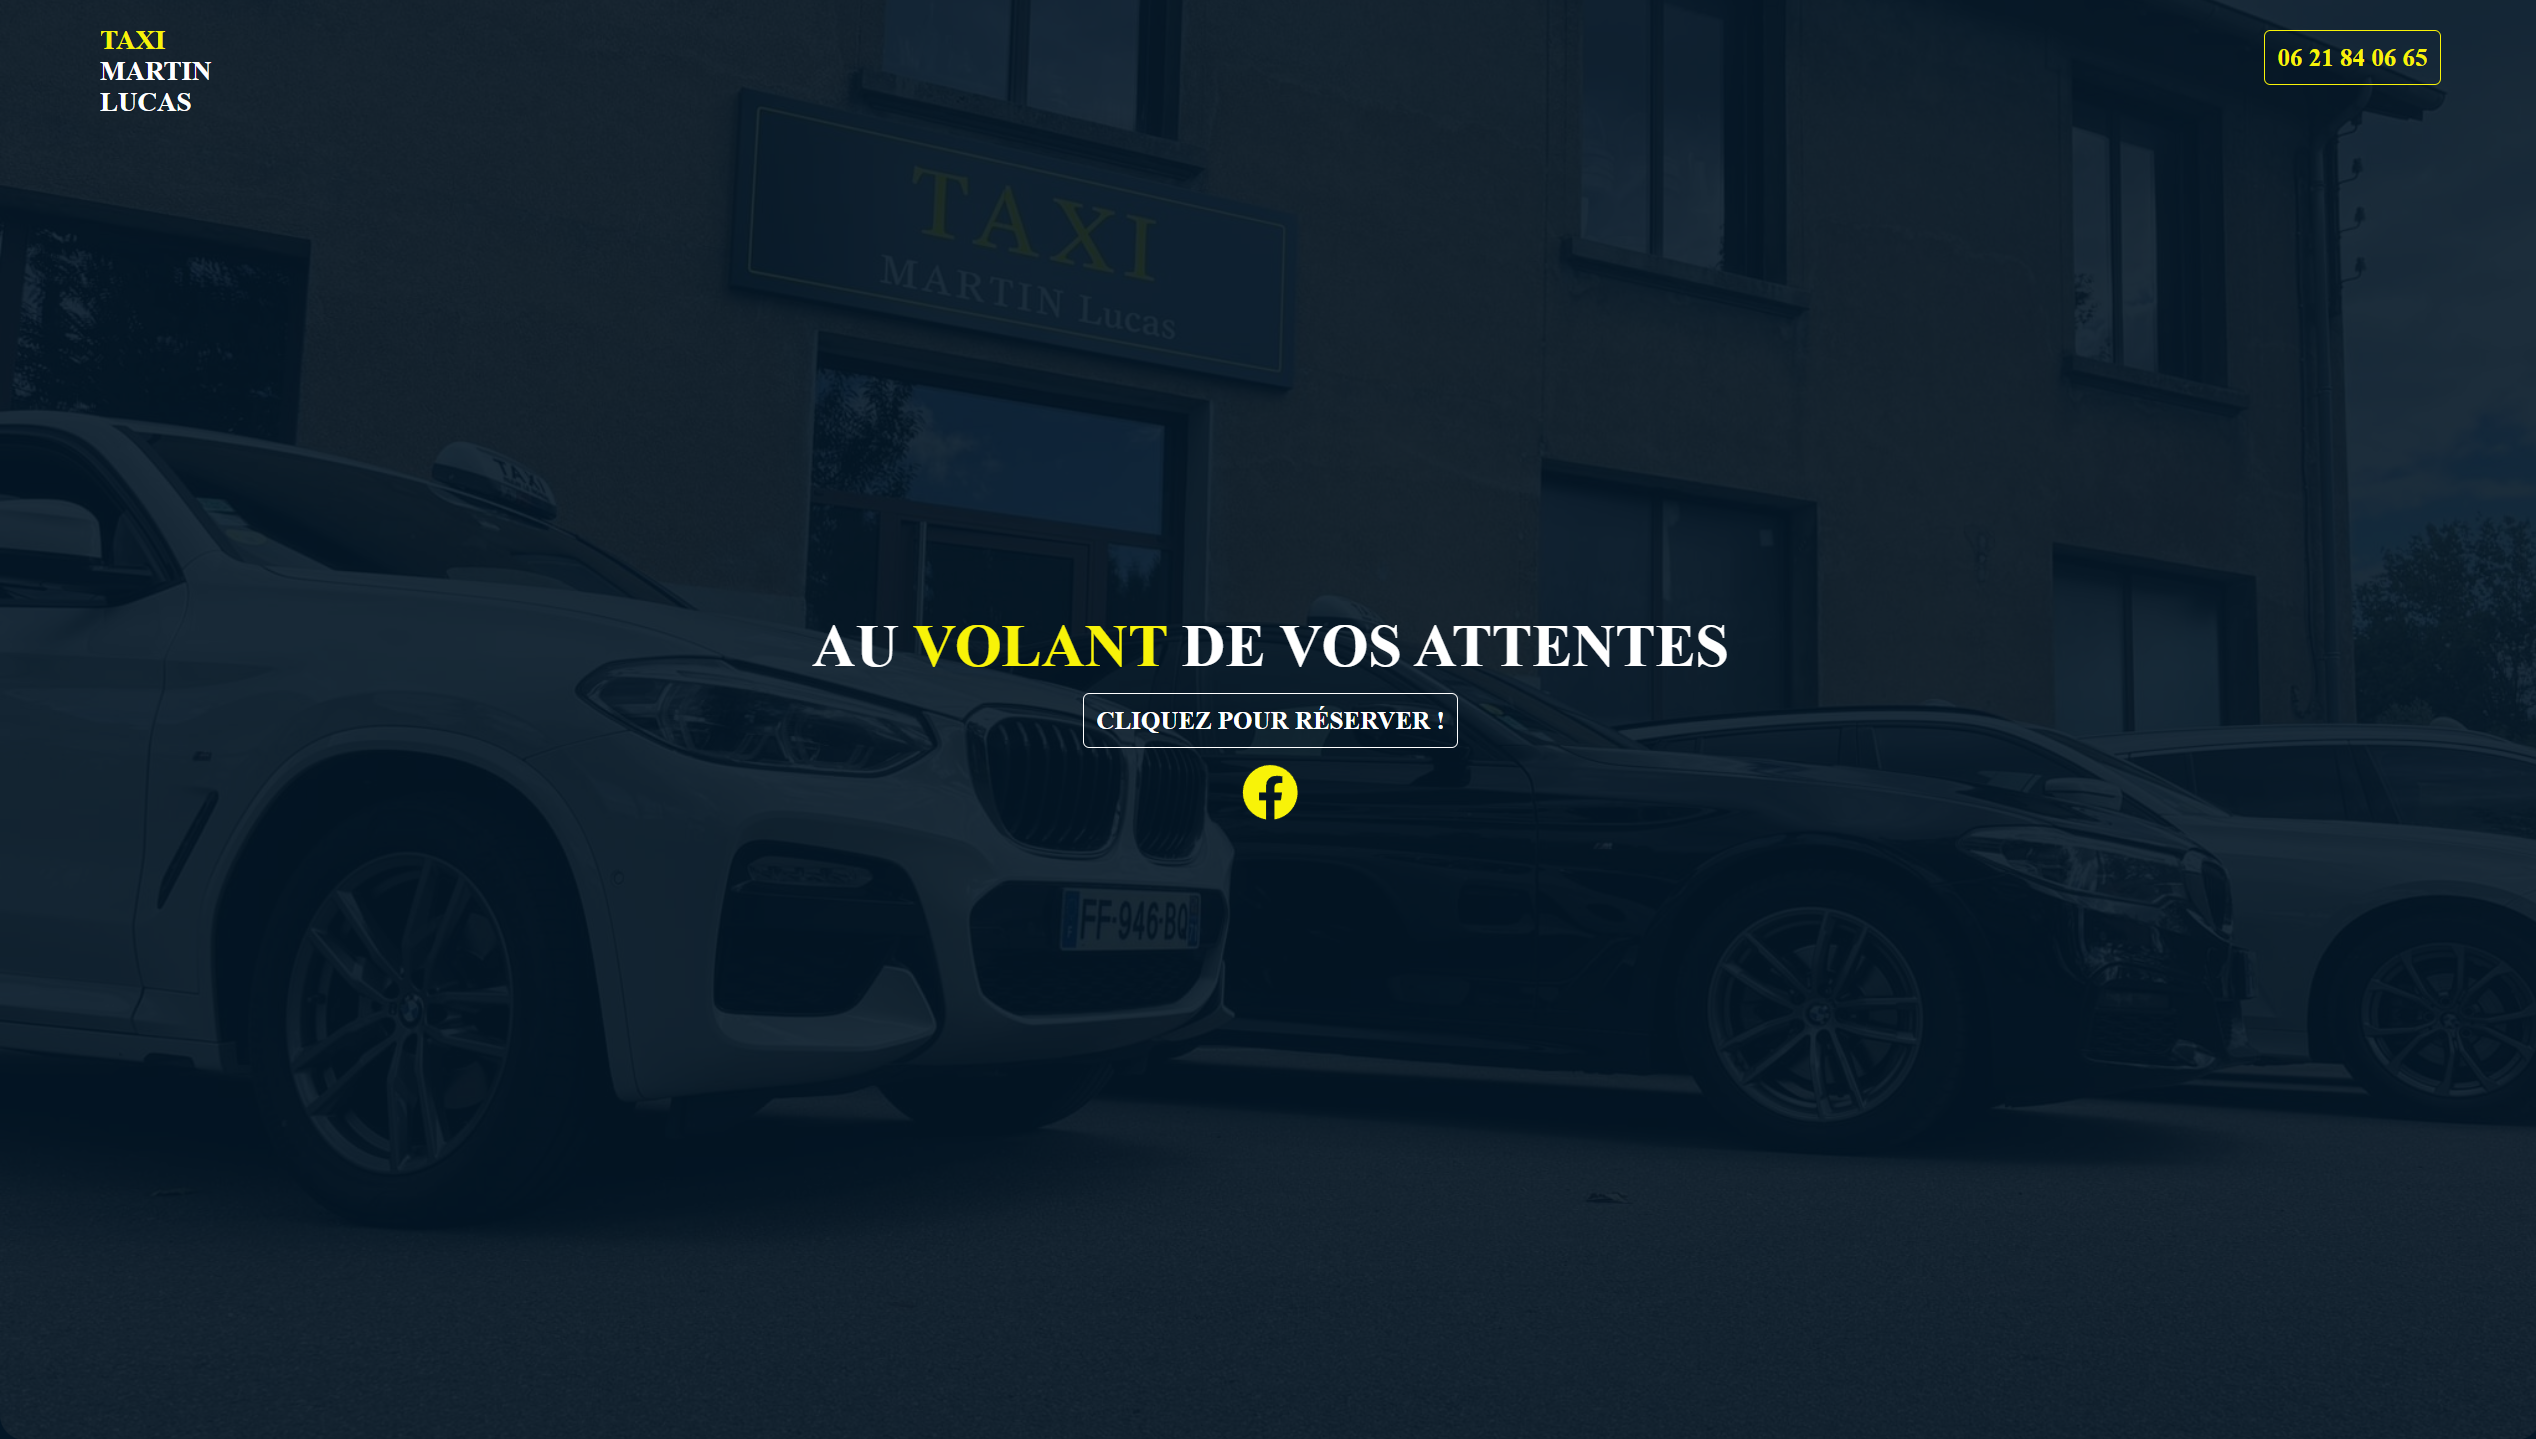 TAXI
MARTIN
LUCAS
06 21 84 06 65
TAXI
MARTIN Lucas
TAXI
AU VOLANT DE VOS ATTENTES
CLIQUEZ POUR RÉSERVER !
FF-946-BQ